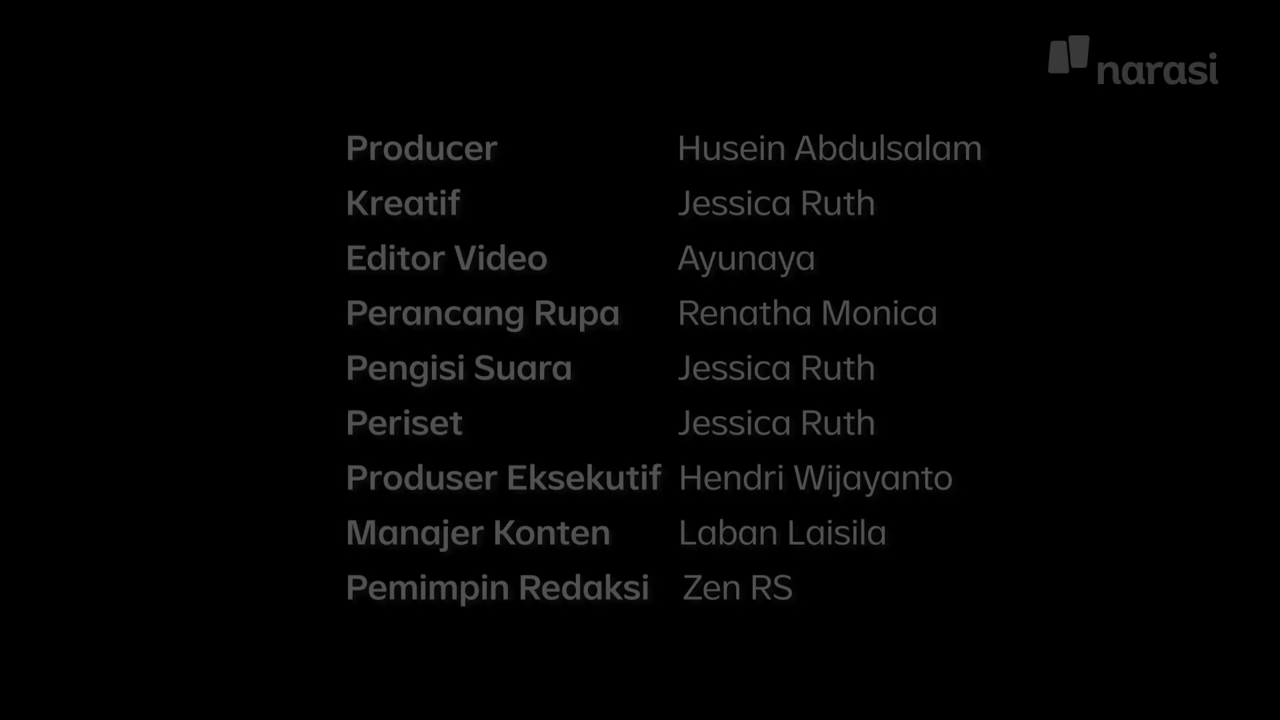 narasi
Producer Husein Abdulsalam
Kreatif Jessica Ruth
Editor Video Ayunaya
Perancang Rupa Renatha Monica
Pengisi Suara Jessica Ruth
Periset Jessica Ruth
Produser Eksekutif Hendri Wijayanto
Manajer Konten Laban Laisila
Pemimpin Redaksi Zen RS